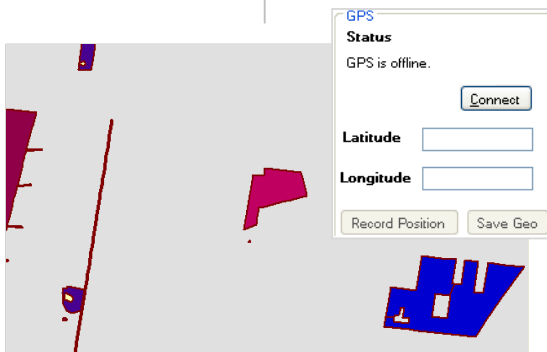 GPS
Status
GPS is offline.
Connect
Latitude
Longitude
Record Position
Save Geo